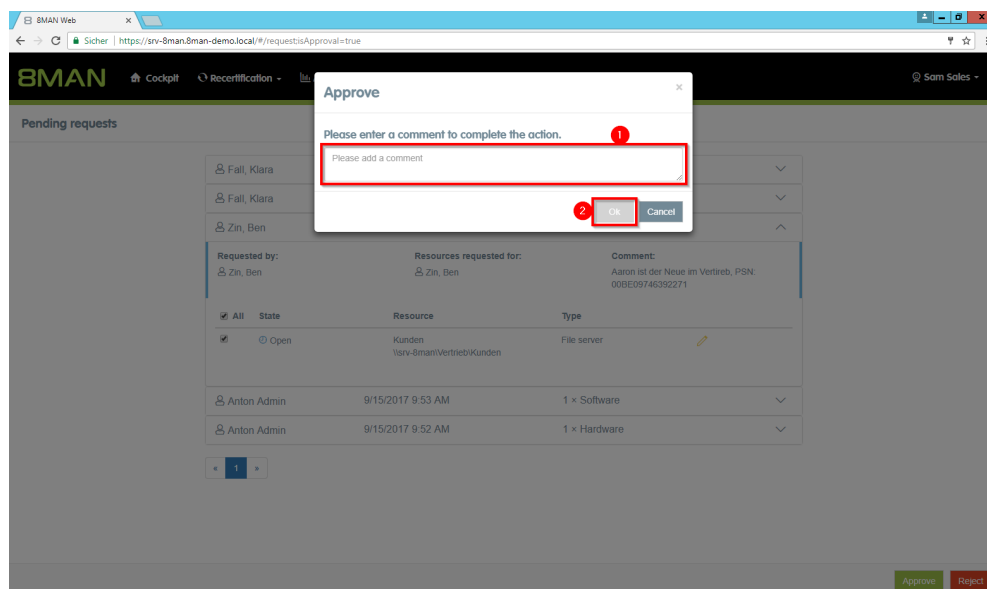 8MAN Web
Sicher | https://srv-8man.8man-demo.local/#/request:isApproval=true
8MAN Cockpit Recertification Sam Sales
Approve ×
Pending requests
Please enter a comment to complete the action. 1
Please add a comment
Fall, Klara
Fall, Klara
2 Ok Cancel
Zin, Ben
Requested by: Resources requested for: Comment:
Zin, Ben Zin, Ben Aaron ist der Neue im Vertireb, PSN:
00BE09746392271
All State Resource Type
Open Kunden File server
\\srv-8man\Vertrieb\Kunden
Anton Admin 9/15/2017 9:53 AM 1 × Software
Anton Admin 9/15/2017 9:52 AM 1 × Hardware
« 1 »
Approve Reject